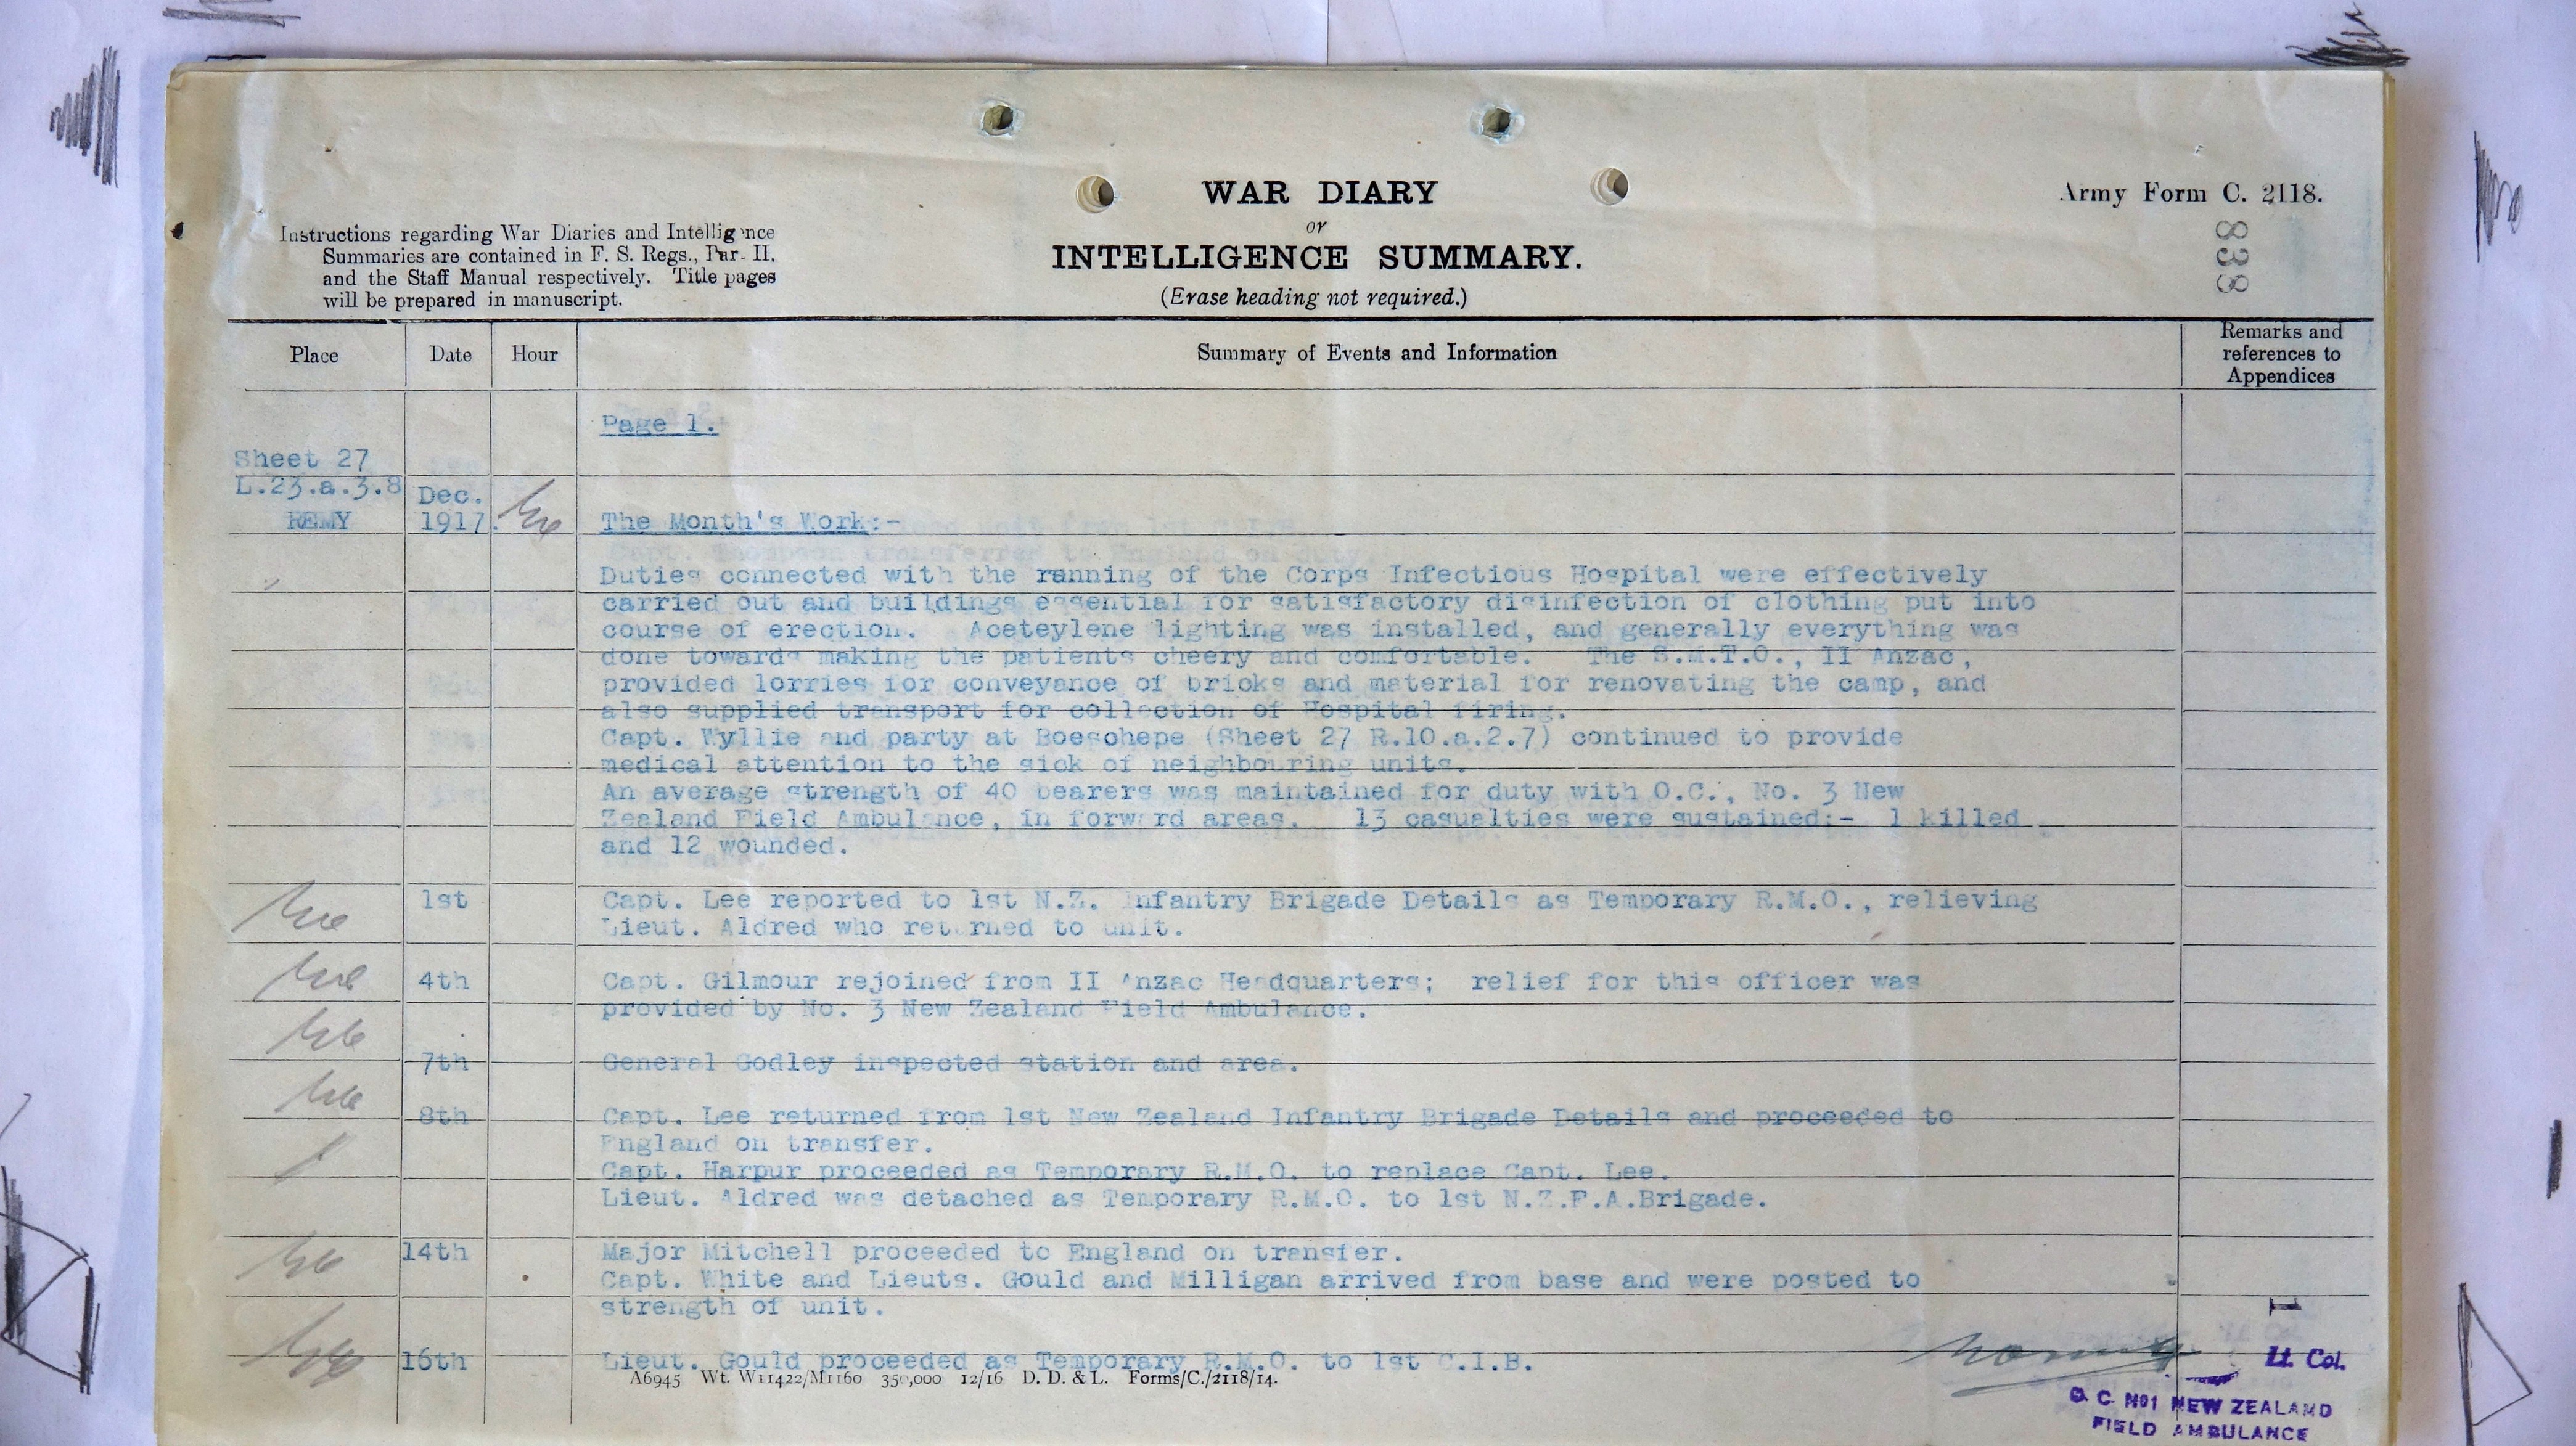 WAR DIARY
or
INTELLIGENCE SUMMARY.
(Erase heading not required.)
Army Form C. 2118.
838
Instructions regarding War Diaries and Intelligence
Summaries are contained in F. S. Regs., Par. II.
and the Staff Manual respectively. Title pages
will be prepared in manuscript.
Place Date Hour Summary of Events and Information Remarks and references to Appendices
Page 1.
Sheet 27
L.23.a.3.8 Dec.
REMY 1917. The Month's Work:-
Duties connected with the running of the Corps Infectious Hospital were effectively
carried out and buildings essential for satisfactory disinfection of clothing put into
course of erection. Aceteylene lighting was installed, and generally everything was
done towards making the patients cheery and comfortable. The S.M.T.O., II Anzac,
provided lorries for conveyance of bricks and material for renovating the camp, and
also supplied transport for collection of Hospital firing.
Capt. Wyllie and party at Boeschepe (Sheet 27 R.10.a.2.7) continued to provide
medical attention to the sick of neighbouring units.
An average strength of 40 bearers was maintained for duty with O.C., No. 3 New
Zealand Field Ambulance, in forward areas. 13 casualties were sustained:- 1 killed
and 12 wounded.
1st Capt. Lee reported to 1st N.Z. Infantry Brigade Details as Temporary R.M.O., relieving
Lieut. Aldred who returned to unit.
4th Capt. Gilmour rejoined from II Anzac Headquarters; relief for this officer was
provided by No. 3 New Zealand Field Ambulance.
7th General Godley inspected station and area.
8th Capt. Lee returned from 1st New Zealand Infantry Brigade Details and proceeded to
England on transfer.
Capt. Harpur proceeded as Temporary R.M.O. to replace Capt. Lee.
Lieut. Aldred was detached as Temporary R.M.O. to 1st N.Z.F.A.Brigade.
14th Major Mitchell proceeded to England on transfer.
Capt. White and Lieuts. Gould and Milligan arrived from base and were posted to
strength of unit.
16th Lieut. Gould proceeded as Temporary R.M.O. to 1st C.I.B.
A6945 Wt. W11422/M1160 350,000 12/16 D. D. & L. Forms/C./2118/14.
1
Lt. Col.
O. C. No1 NEW ZEALAND
FIELD AMBULANCE